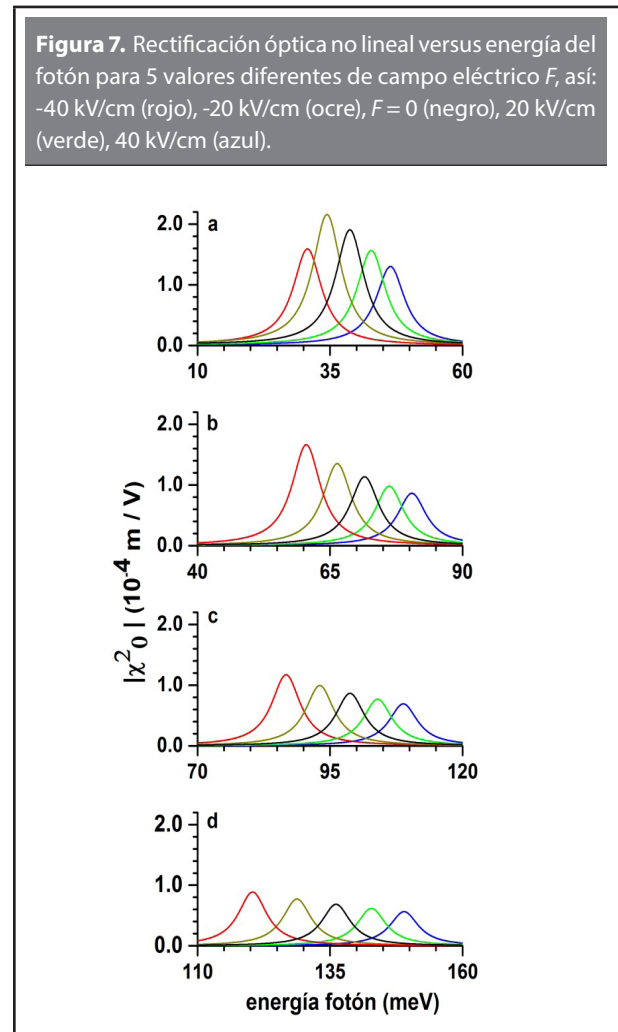 Figura 7. Rectificación óptica no lineal versus energía del
fotón para 5 valores diferentes de campo eléctrico F, así:
-40 kV/cm (rojo), -20 kV/cm (ocre), F = 0 (negro), 20 kV/cm
(verde), 40 kV/cm (azul).
a
2.0
1.0
0.0
10 35 60
b
2.0
1.0
0.0
40 65 90
|χ²₀| (10⁻⁴ m / V)
c
2.0
1.0
0.0
70 95 120
d
2.0
1.0
0.0
110 135 160
energía fotón (meV)